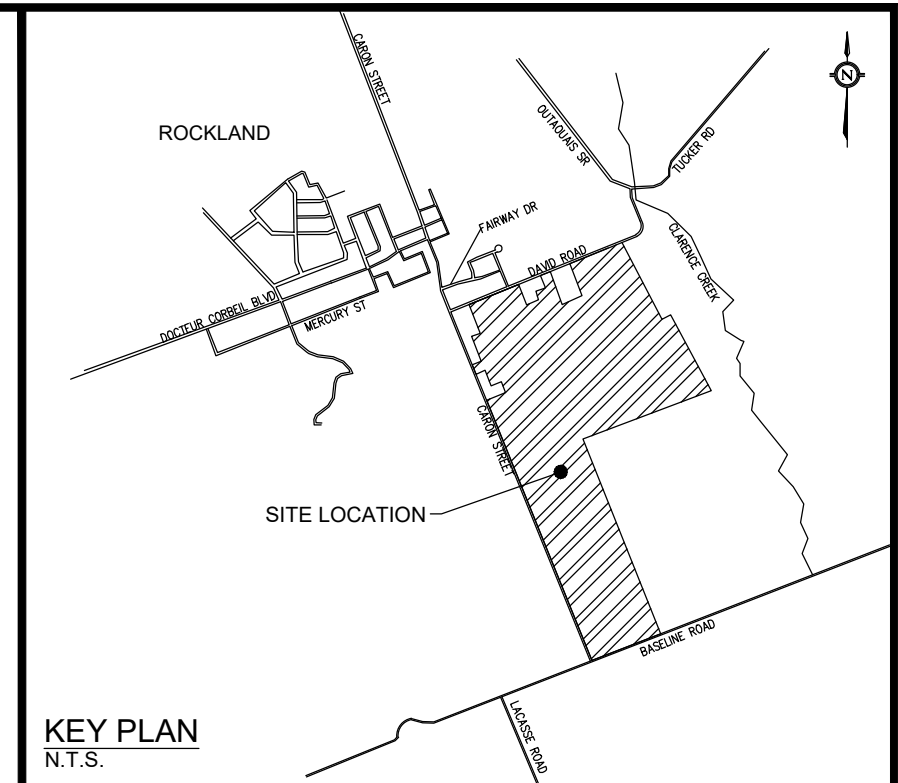 CARON STREET
ROCKLAND
N
OUTAOUAIS SR
TUCKER RD
FAIRWAY DR
CLARENCE CREEK
DAVID ROAD
DOCTEUR CORBEIL BLVD
MERCURY ST
CARON STREET
SITE LOCATION
BASELINE ROAD
LACASSE ROAD
KEY PLAN
N.T.S.